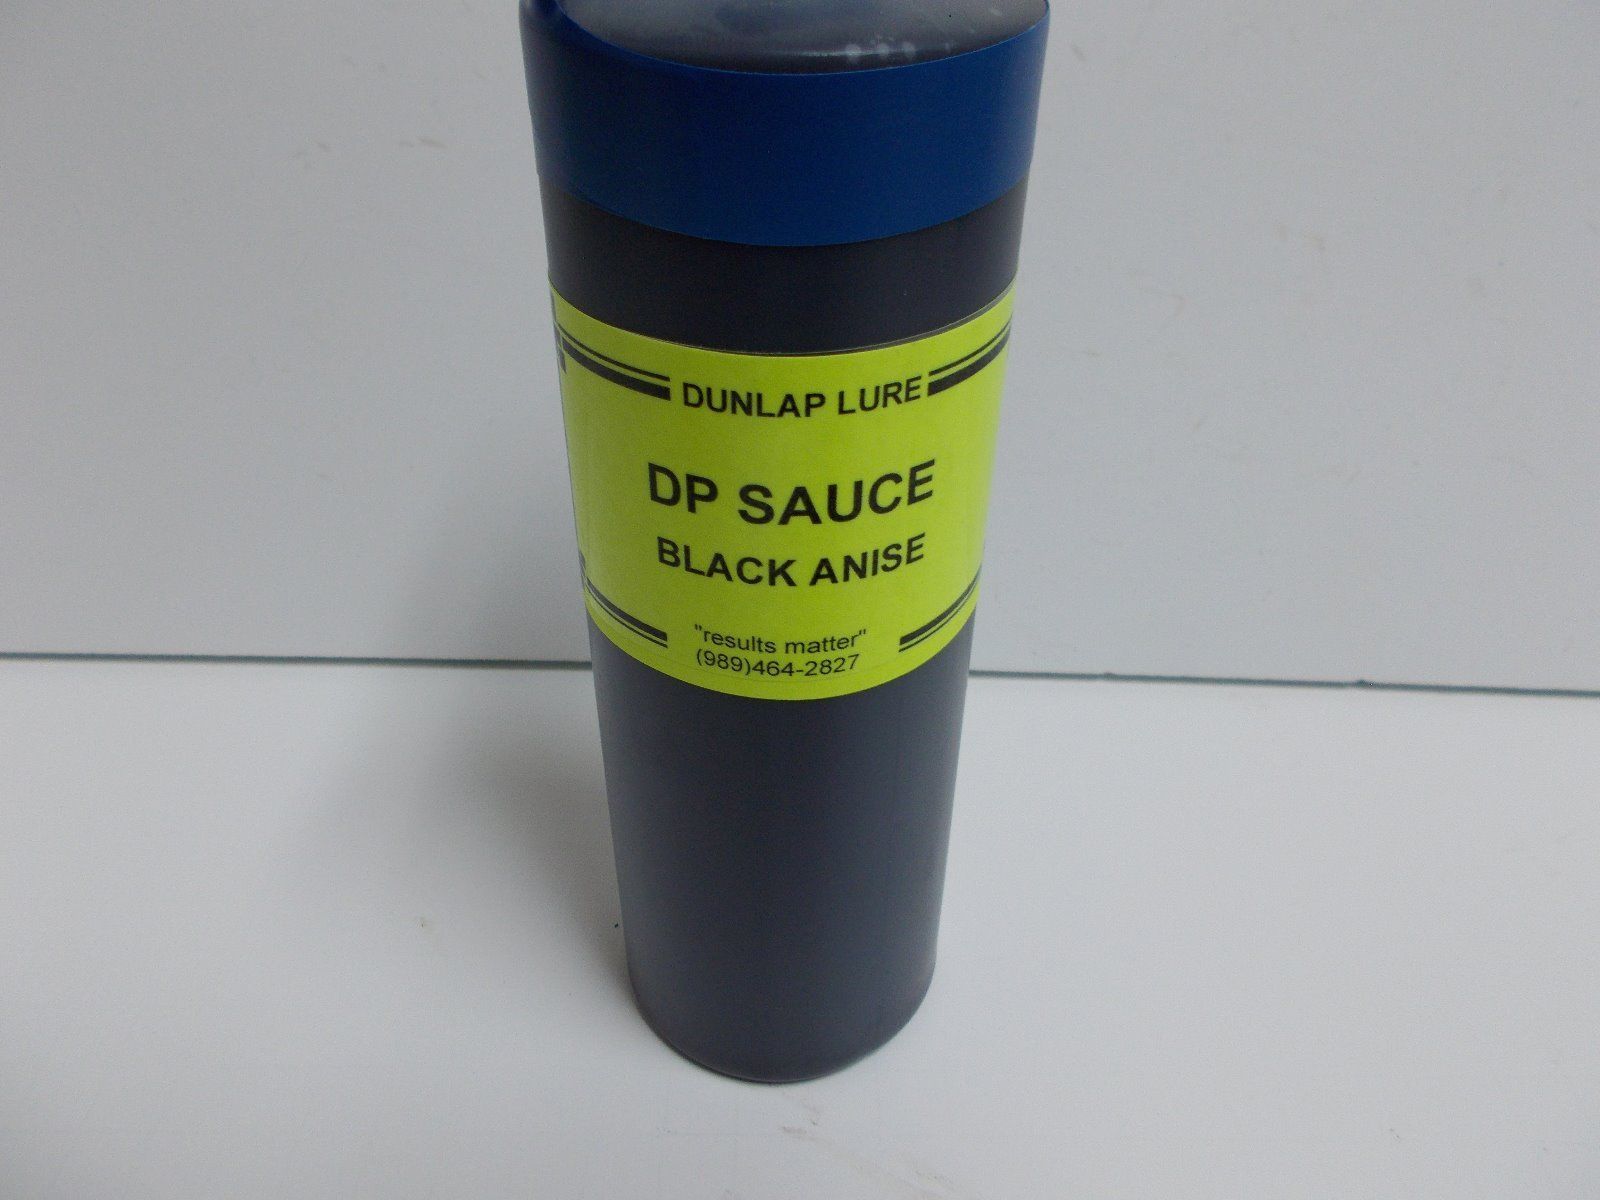 DUNLAP LURE
DP SAUCE
BLACK ANISE
"results matter"
(989)464-2827